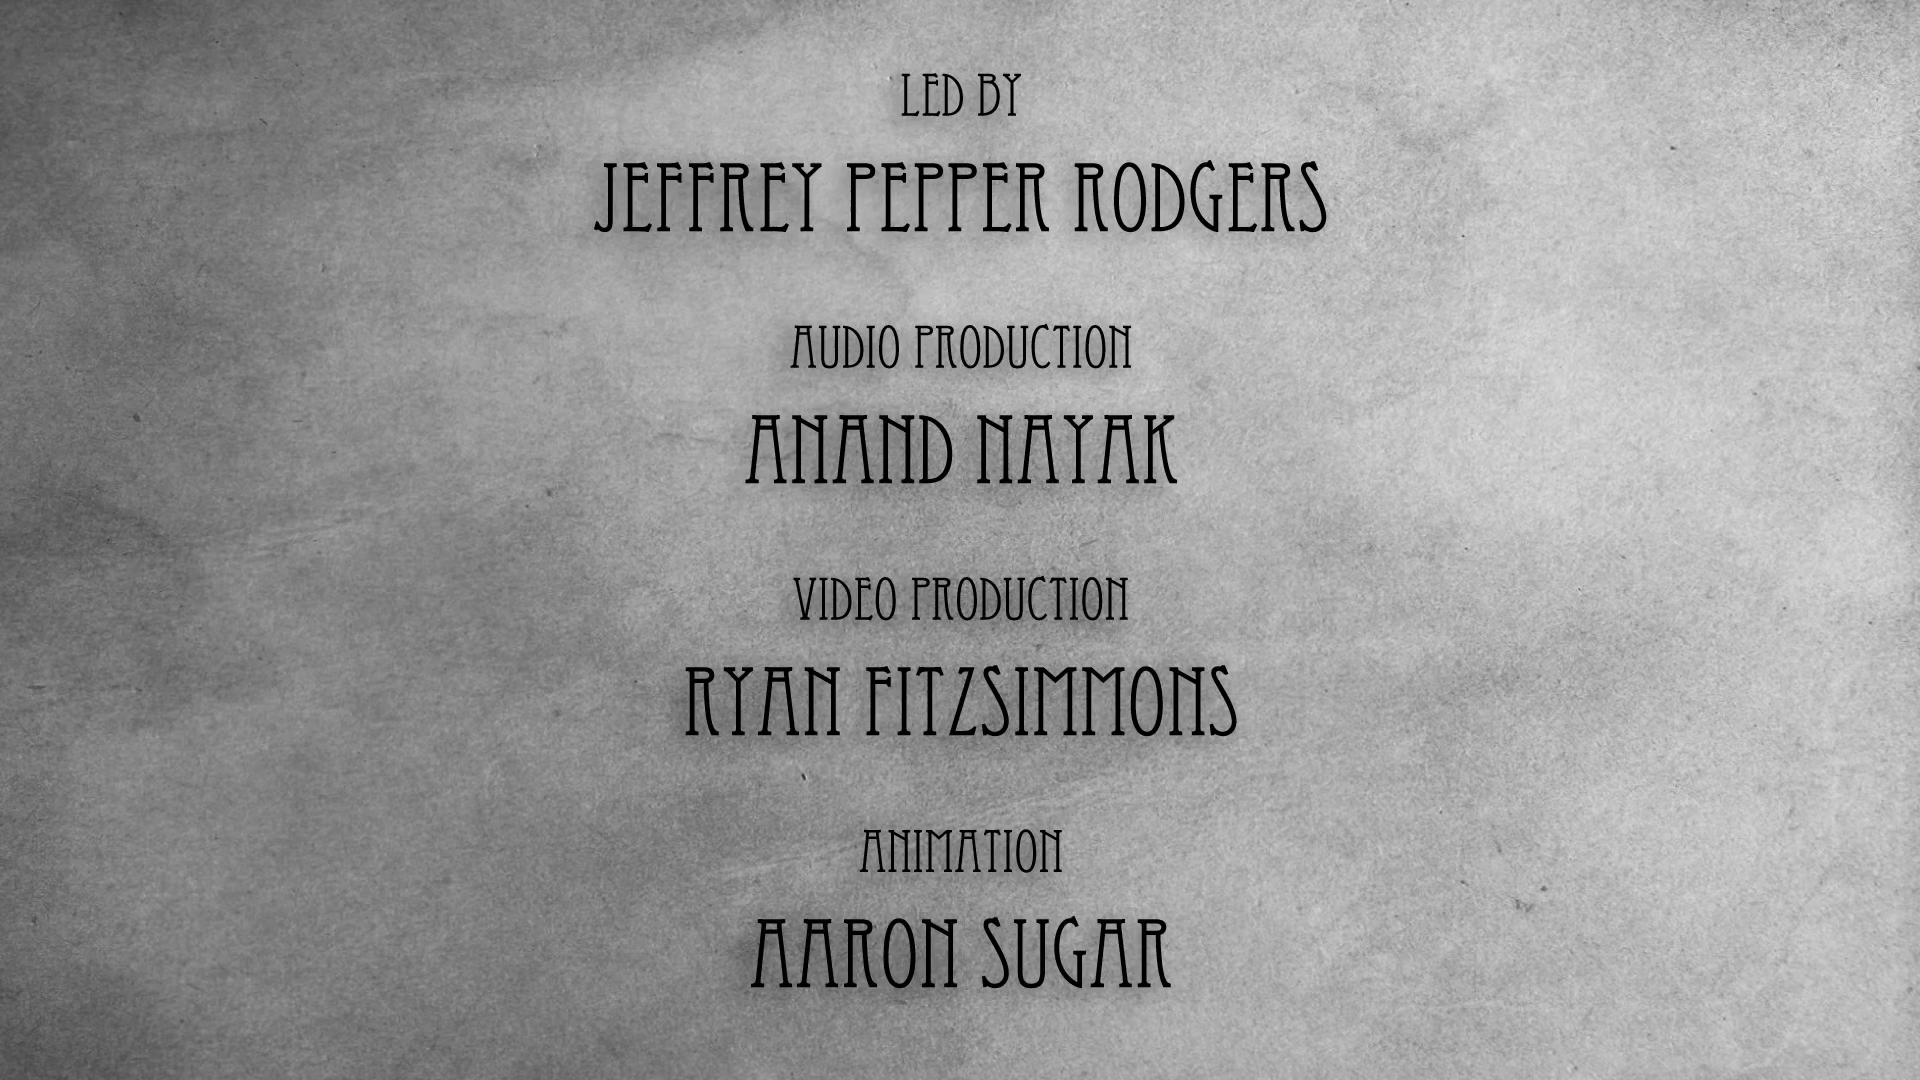 LED BY
JEFFREY PEPPER RODGERS
AUDIO PRODUCTION
ANAND NAYAK
VIDEO PRODUCTION
RYAN FITZSIMMONS
ANIMATION
AARON SUGAR